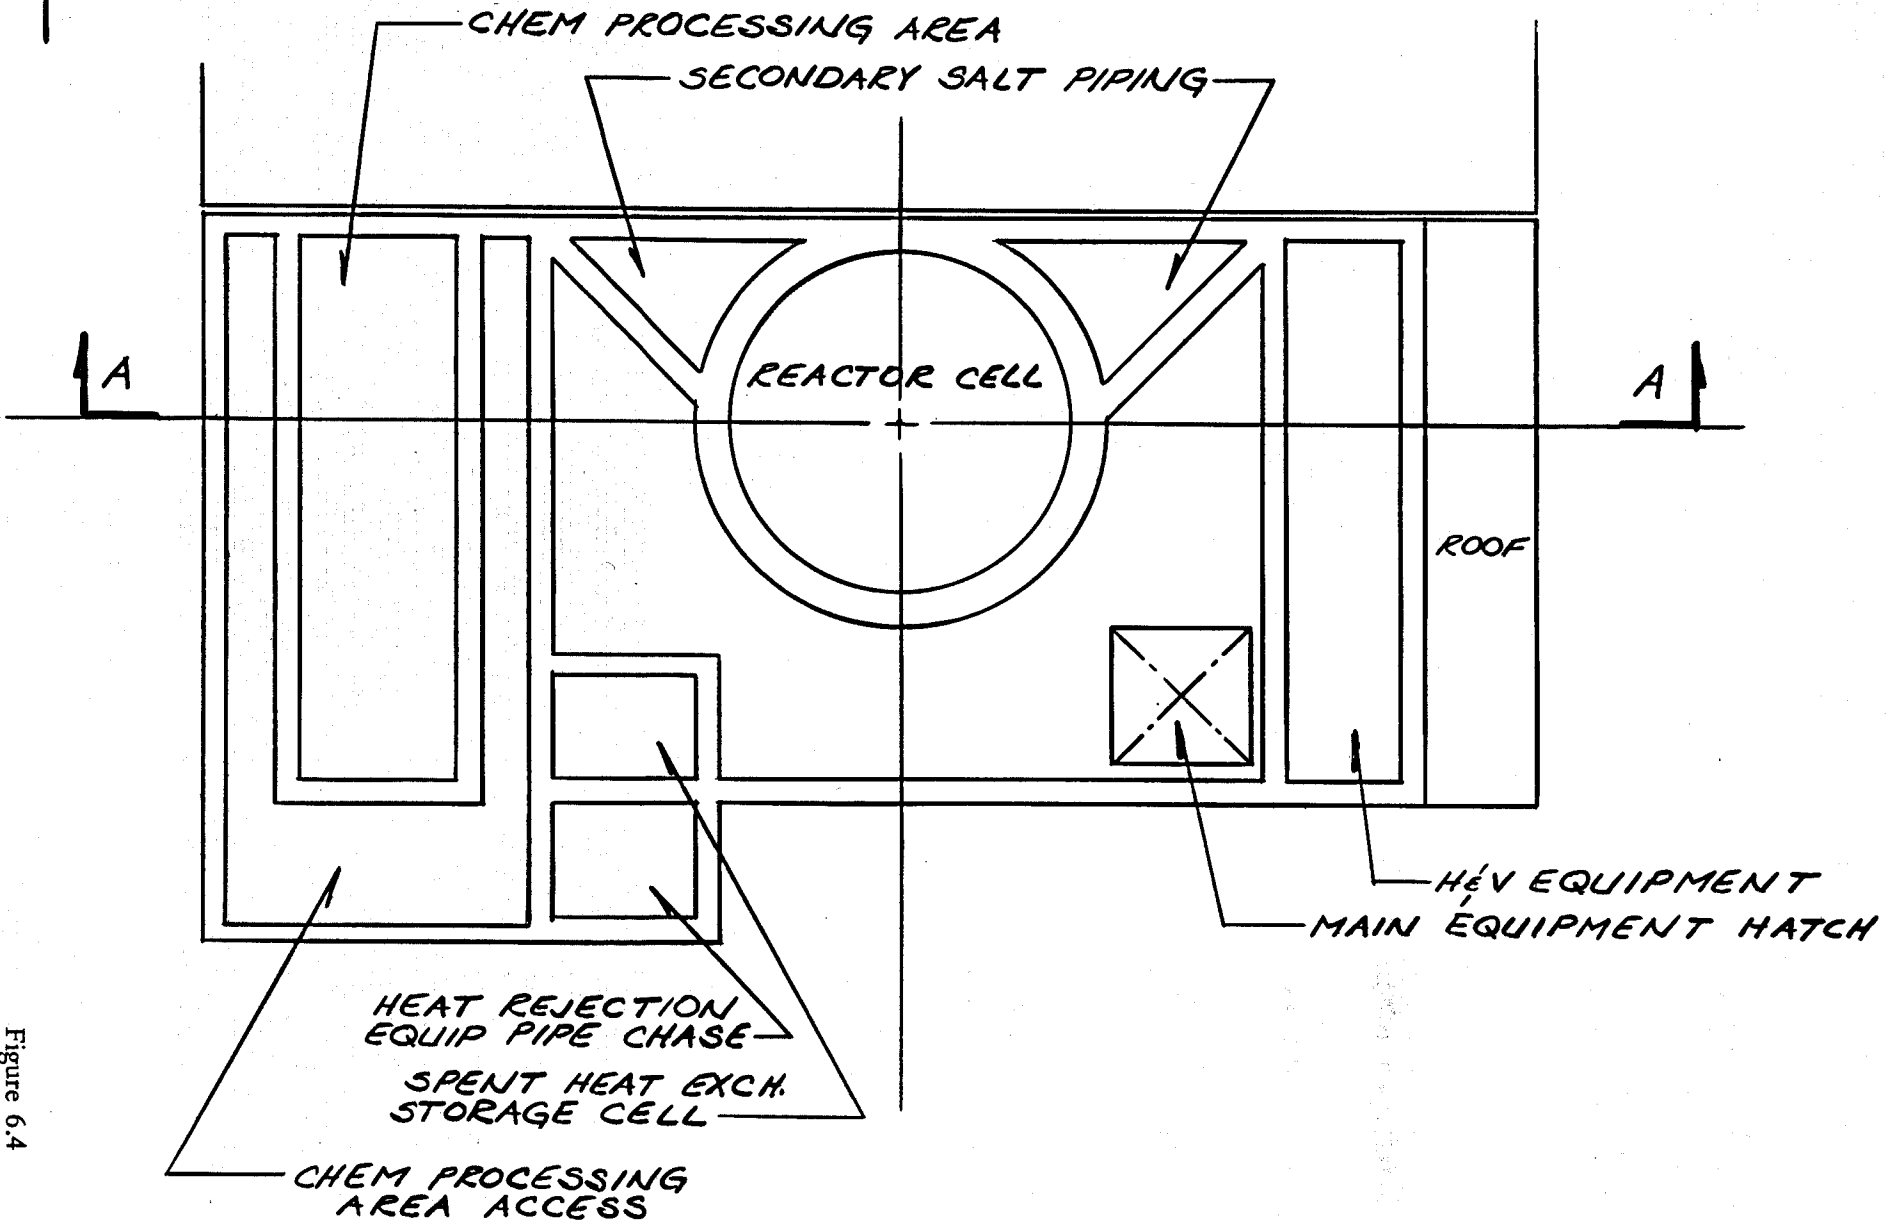 CHEM PROCESSING AREA
SECONDARY SALT PIPING
A
REACTOR CELL
A
ROOF
H&V EQUIPMENT
MAIN EQUIPMENT HATCH
HEAT REJECTION
EQUIP PIPE CHASE
SPENT HEAT EXCH.
STORAGE CELL
CHEM PROCESSING
AREA ACCESS
Figure 6.4